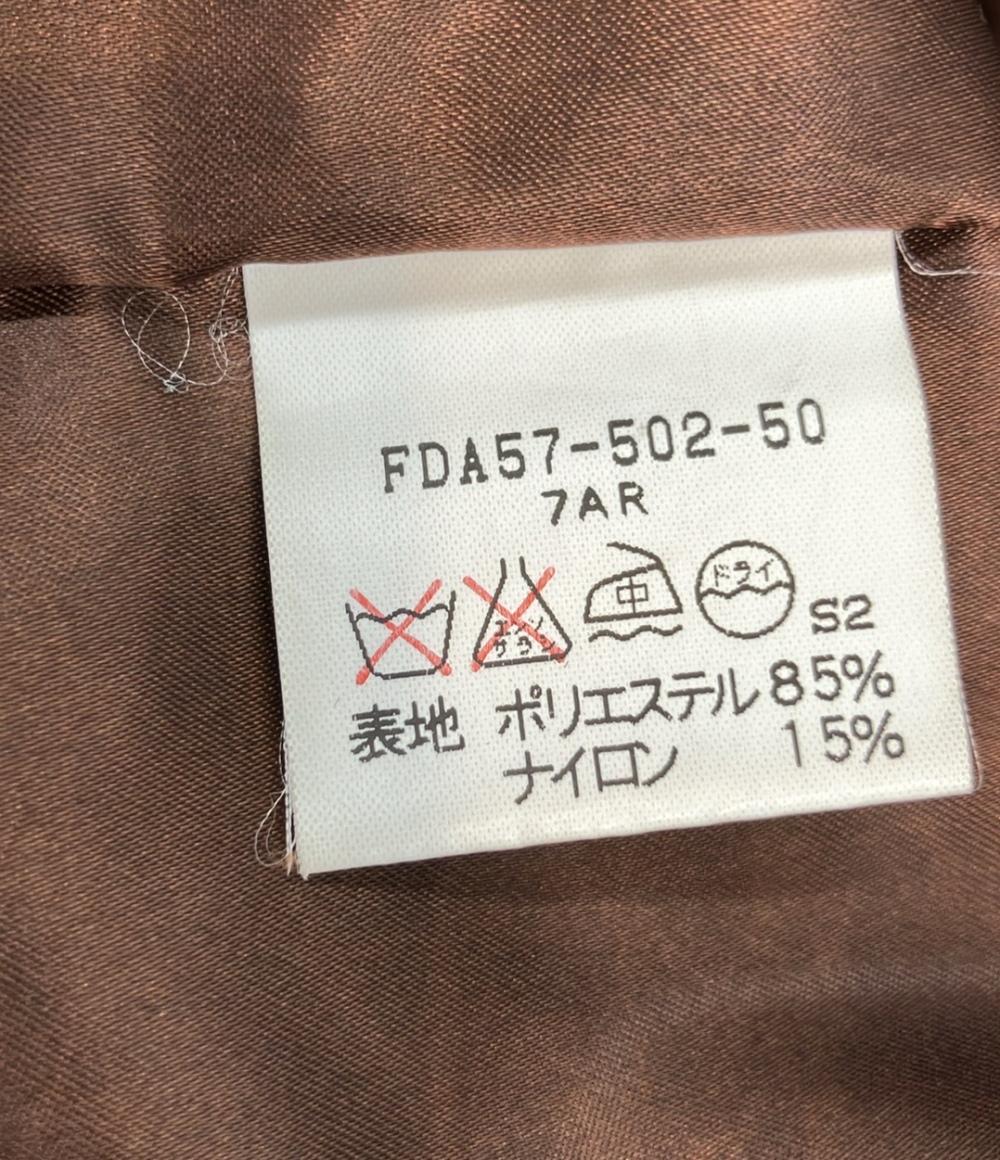 FDA57-502-50
7AR
エンソ
サラシ
中
ドライ
S2
表地 ポリエステル 85%
ナイロン 15%